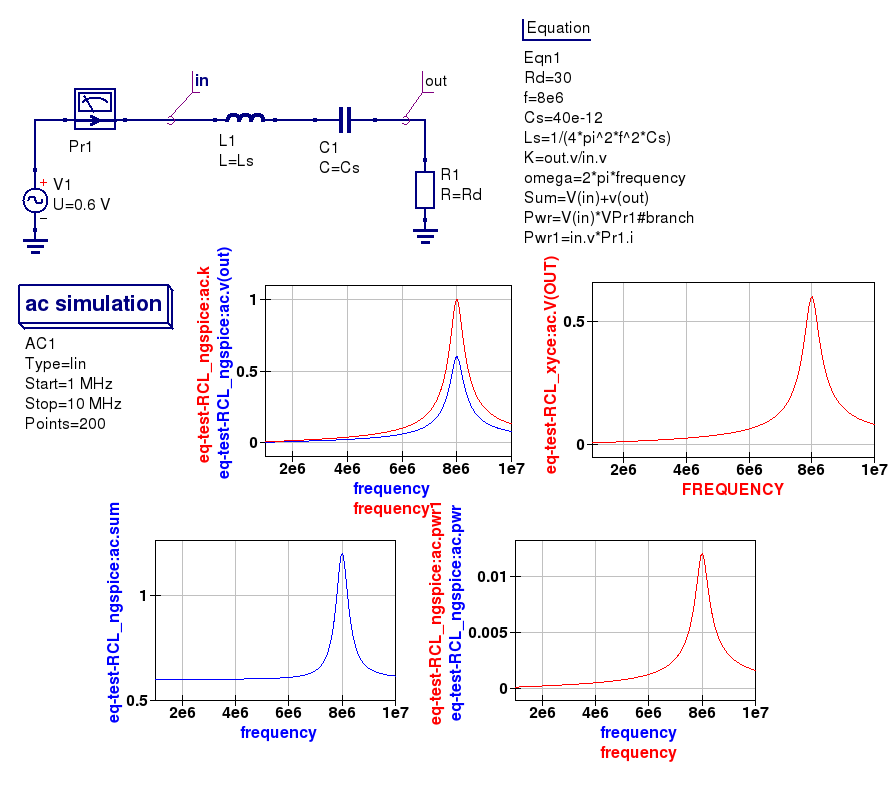 Equation
Eqn1
Rd=30
f=8e6
Cs=40e-12
Ls=1/(4*pi^2*f^2*Cs)
K=out.v/in.v
omega=2*pi*frequency
Sum=V(in)+v(out)
Pwr=V(in)*VPr1#branch
Pwr1=in.v*Pr1.i
in
out
Pr1
L1
L=Ls
C1
C=Cs
R1
R=Rd
+
V1
U=0.6 V
−
ac simulation
AC1
Type=lin
Start=1 MHz
Stop=10 MHz
Points=200
eq-test-RCL_ngspice:ac.k
eq-test-RCL_ngspice:ac.v(out)
1
0.5
0
2e6 4e6 6e6 8e6 1e7
frequency
frequency
eq-test-RCL_xyce:ac.V(OUT)
0.5
0
2e6 4e6 6e6 8e6 1e7
FREQUENCY
eq-test-RCL_ngspice:ac.sum
1
0.5
2e6 4e6 6e6 8e6 1e7
frequency
eq-test-RCL_ngspice:ac.pwr1
eq-test-RCL_ngspice:ac.pwr
0.01
0.005
0
2e6 4e6 6e6 8e6 1e7
frequency
frequency